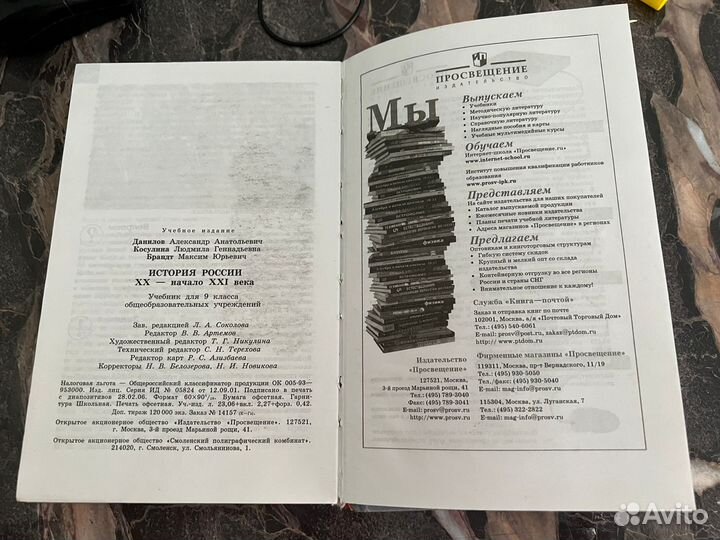 Учебное издание
Данилов Александр Анатольевич
Косулина Людмила Геннадьевна
Брандт Максим Юрьевич
ИСТОРИЯ РОССИИ
XX — начало XXI века
Учебник для 9 класса
общеобразовательных учреждений
Зав. редакцией Л. А. Соколова
Редактор В. В. Артемов
Художественный редактор Т. Г. Никулина
Технический редактор С. Н. Терехова
Редактор карт Р. С. Азизбаева
Корректоры Н. В. Белозерова, Н. И. Новикова
Налоговая льгота — Общероссийский классификатор продукции ОК 005-93—
953000. Изд. лиц. Серия ИД № 05824 от 12.09.01. Подписано в печать
с диапозитивов 28.02.06. Формат 60×90¹/₁₆. Бумага офсетная. Гарни-
тура Школьная. Печать офсетная. Уч.-изд. л. 23,06+вкл. 2,27+форз. 0,42.
Доп. тираж 120 000 экз. Заказ № 14157
Открытое акционерное общество «Издательство «Просвещение». 127521,
г. Москва, 3-й проезд Марьиной рощи, 41.
Открытое акционерное общество «Смоленский полиграфический комбинат».
214020, г. Смоленск, ул. Смольянинова, 1.
ПРОСВЕЩЕНИЕ
ИЗДАТЕЛЬСТВО
Мы
Выпускаем
• Учебники
• Методическую литературу
• Научно-популярную литературу
• Справочную литературу
• Наглядные пособия и карты
• Учебные мультимедийные курсы
Обучаем
Интернет-школа «Просвещение.ru»
www.internet-school.ru
Институт повышения квалификации работников
образования
www.prosv-ipk.ru
Представляем
На сайте издательства для наших покупателей
• Каталог выпускаемой продукции
• Ежемесячные новинки издательства
• Планы печати учебной литературы
• Адреса магазинов «Просвещение» в регионах
Предлагаем
Оптовикам и книготорговым структурам
• Гибкую систему скидок
• Крупный и мелкий опт со склада
издательства
• Контейнерную отгрузку во все регионы
России и страны СНГ
• Внимательное отношение к каждому!
Служба «Книга—почтой»
Заказ и отправка книг по почте
102001, Москва, а/я «Почтовый Торговый Дом»
Тел.: (495) 540-6061
E-mail: prosv@pt.ru, zakaz@ptdom.ru
http://www.ptdom.ru
Издательство
«Просвещение»
127521, Москва,
3-й проезд Марьиной рощи, 41
Тел.: (495) 789-3040
Факс: (495) 789-3041
E-mail: prosv@prosv.ru
http://www.prosv.ru
Фирменные магазины «Просвещение»
119311, Москва, пр-т Вернадского, 11/19
Тел.: (495) 930-5050
Тел./факс: (495) 930-5040
E-mail: mag-info@prosv.ru
115304, Москва, ул. Луганская, 7
Тел.: (495) 322-2822
E-mail: mag-info@prosv.ru
физика
Avito